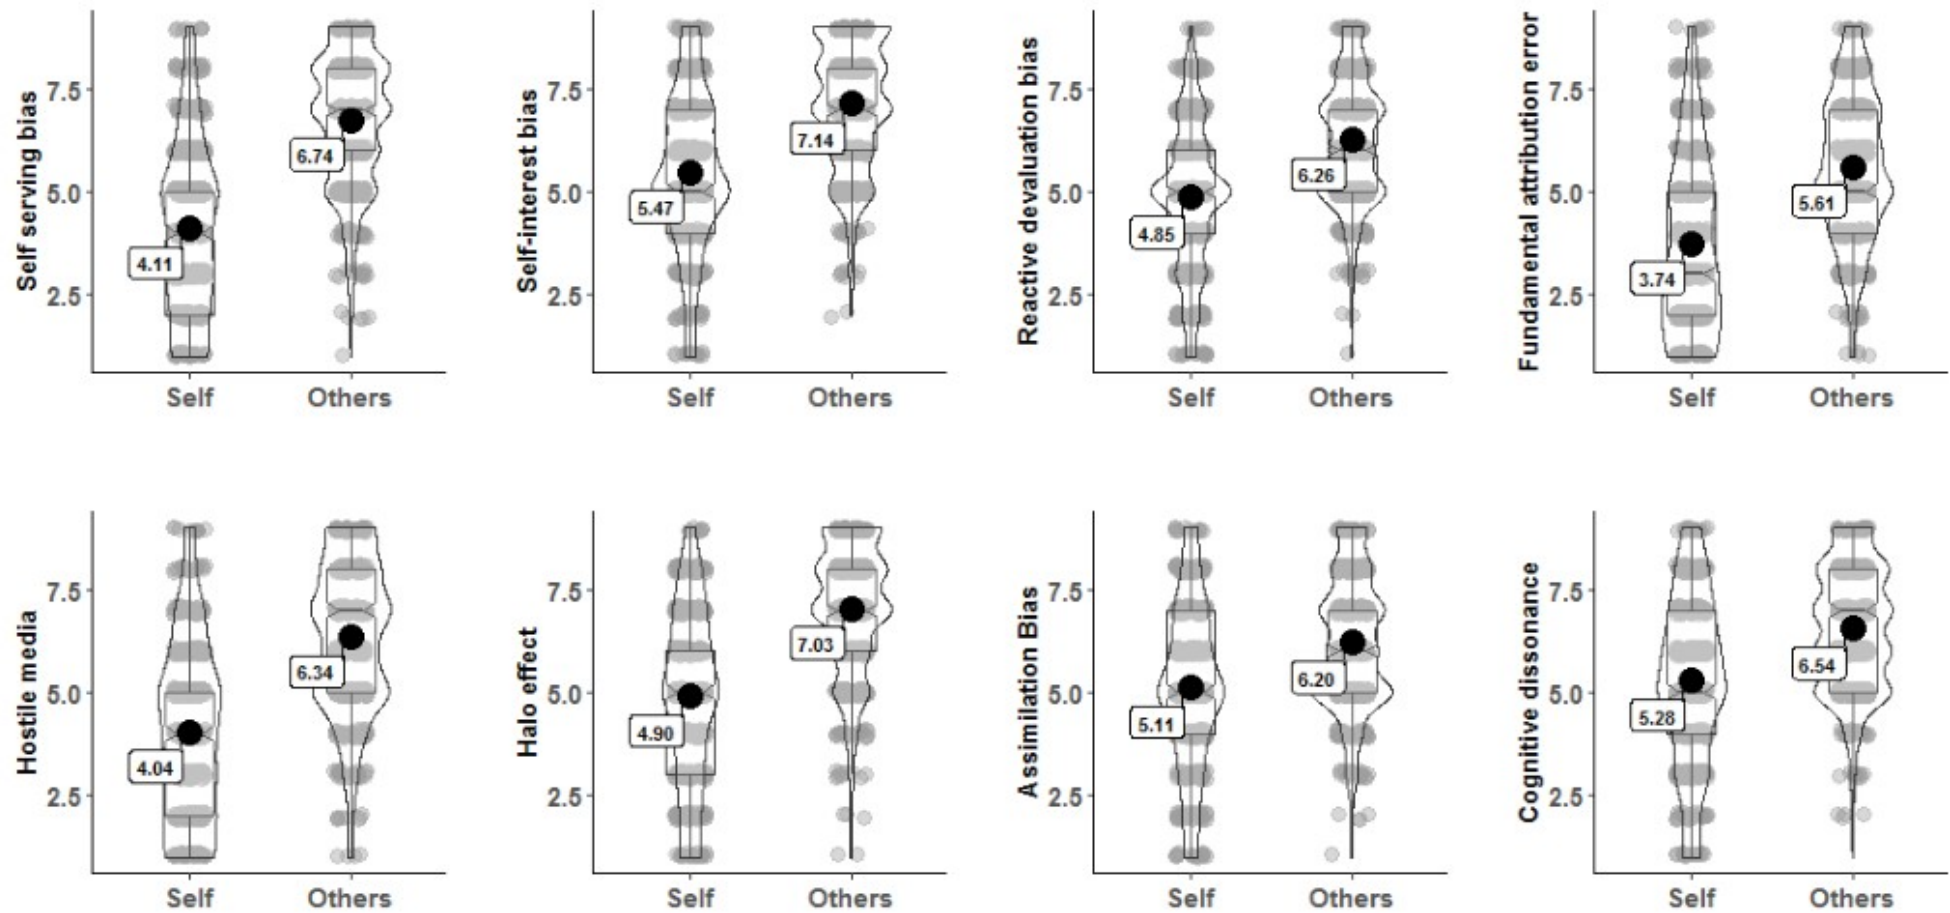 Self serving bias
7.5
5.0
2.5
4.11
6.74
Self Others
Self-interest bias
7.5
5.0
2.5
5.47
7.14
Self Others
Reactive devaluation bias
7.5
5.0
2.5
4.85
6.26
Self Others
Fundamental attribution error
7.5
5.0
2.5
3.74
5.61
Self Others
Hostile media
7.5
5.0
2.5
4.04
6.34
Self Others
Halo effect
7.5
5.0
2.5
4.90
7.03
Self Others
Assimilation Bias
7.5
5.0
2.5
5.11
6.20
Self Others
Cognitive dissonance
7.5
5.0
2.5
5.28
6.54
Self Others